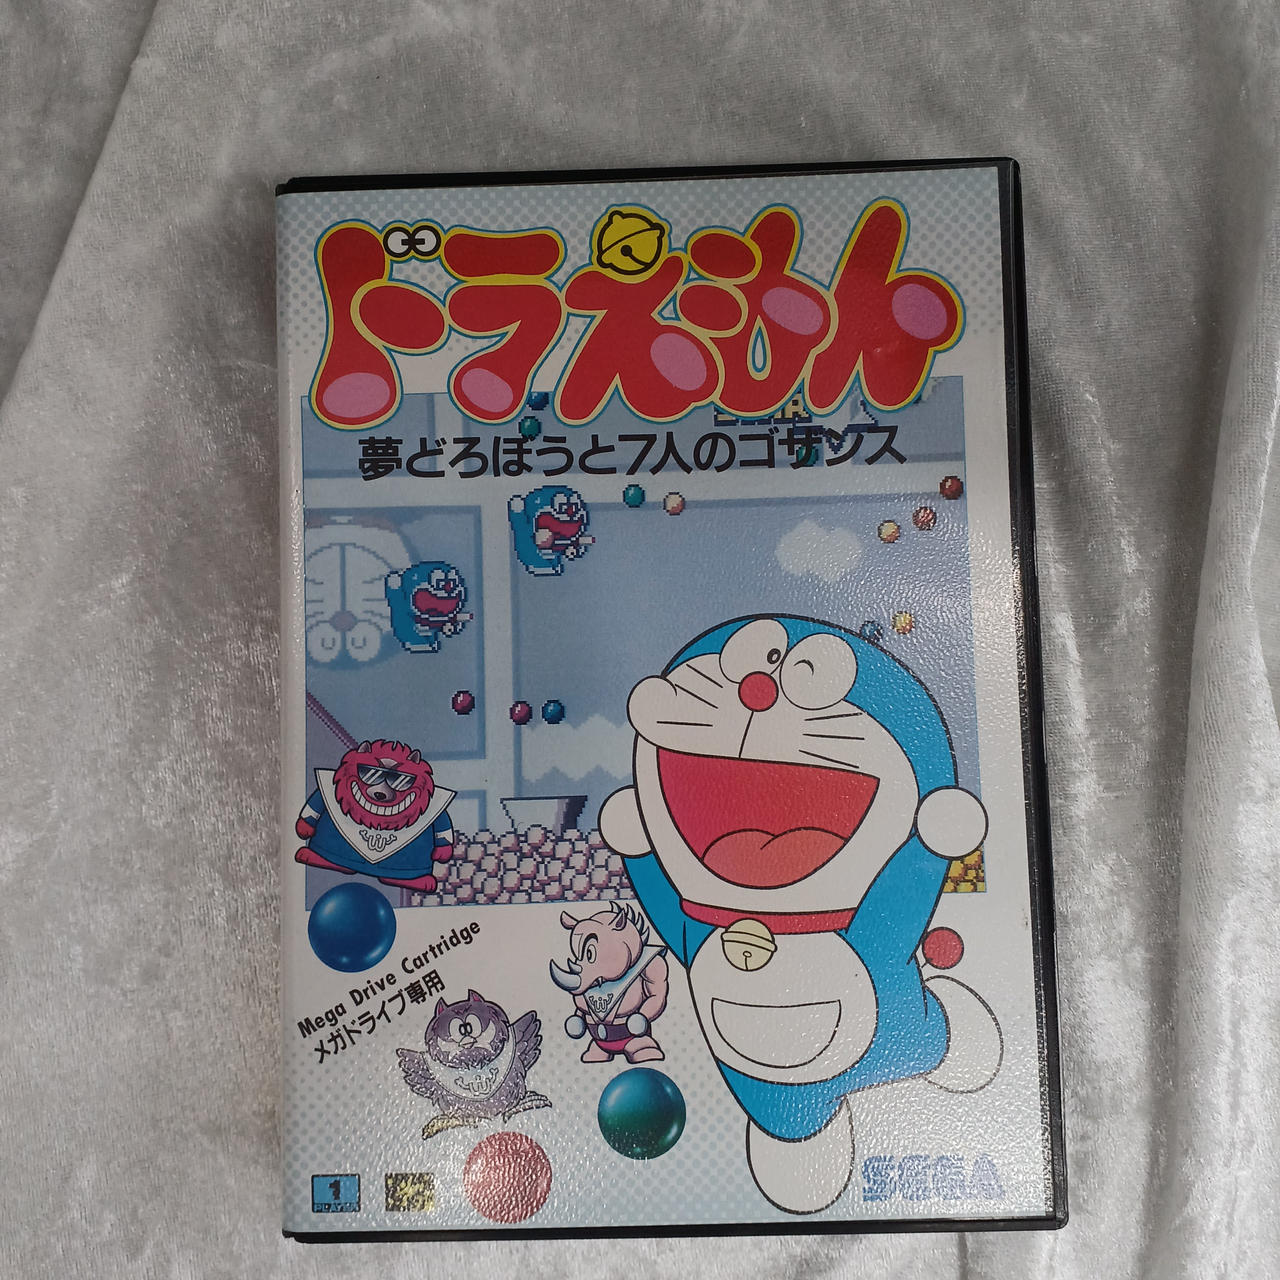 ドラえもん
夢どろぼうと7人のゴザンス
Mega Drive Cartridge
メガドライブ専用
1
PLAYER
SEGA